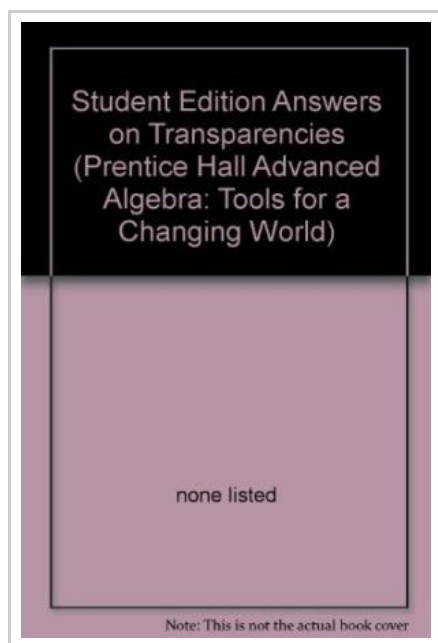 Student Edition Answers
on Transparencies
(Prentice Hall Advanced
Algebra: Tools for a
Changing World)
none listed
Note: This is not the actual book cover